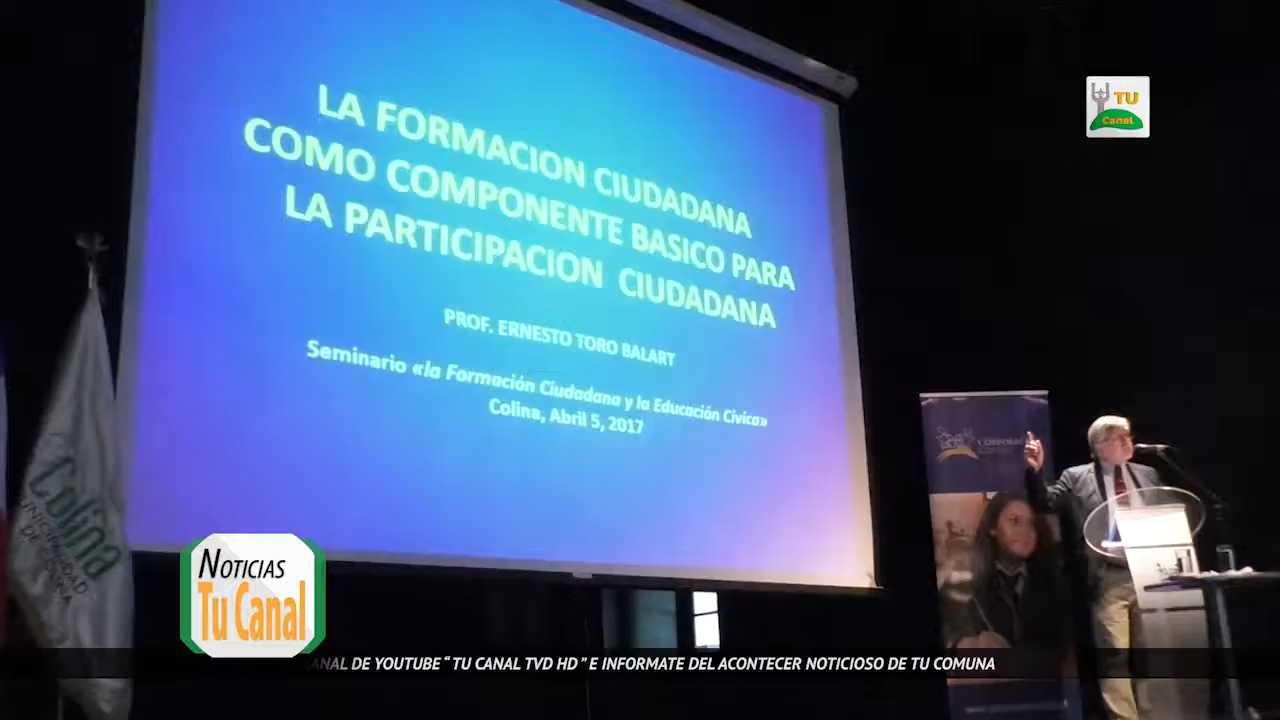 LA FORMACION CIUDADANA
COMO COMPONENTE BASICO PARA
LA PARTICIPACION CIUDADANA
PROF. ERNESTO TORO BALART
Seminario «la Formación Ciudadana y la Educación Cívica»
Colina, Abril 5, 2017
TU
Canal
Colina
NOTICIAS
Tu Canal
CANAL DE YOUTUBE “ TU CANAL TVD HD ” E INFORMATE DEL ACONTECER NOTICIOSO DE TU COMUNA